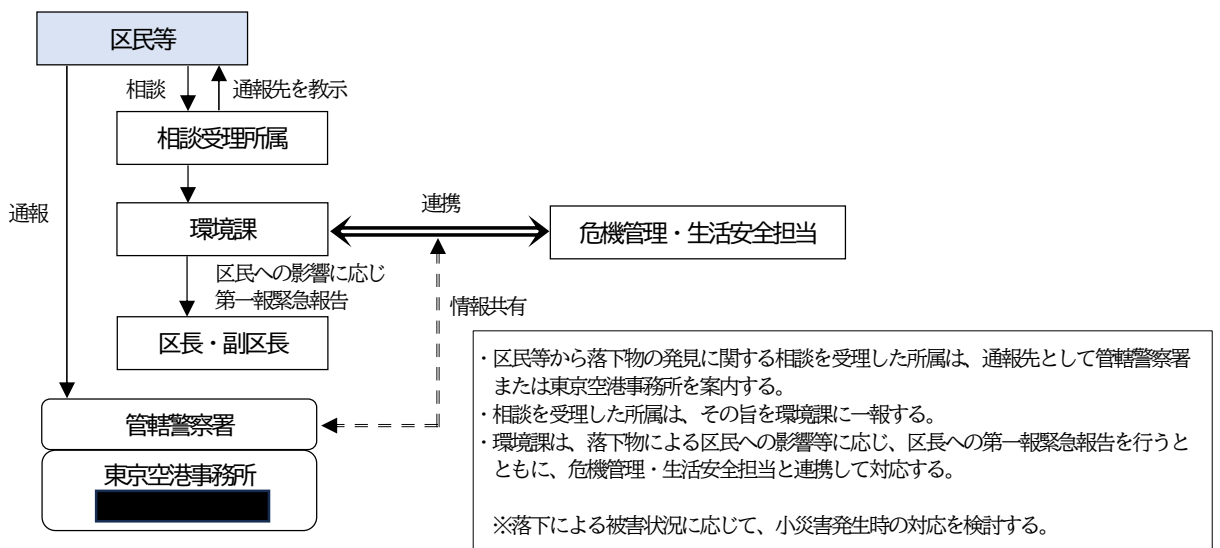 区民等
相談
通報先を教示
相談受理所属
通報
環境課
連携
危機管理・生活安全担当
区民への影響に応じ
第一報緊急報告
情報共有
区長・副区長
管轄警察署
東京空港事務所
・区民等から落下物の発見に関する相談を受理した所属は、通報先として管轄警察署
または東京空港事務所を案内する。
・相談を受理した所属は、その旨を環境課に一報する。
・環境課は、落下物による区民への影響等に応じ、区長への第一報緊急報告を行うと
ともに、危機管理・生活安全担当と連携して対応する。
※落下による被害状況に応じて、小災害発生時の対応を検討する。